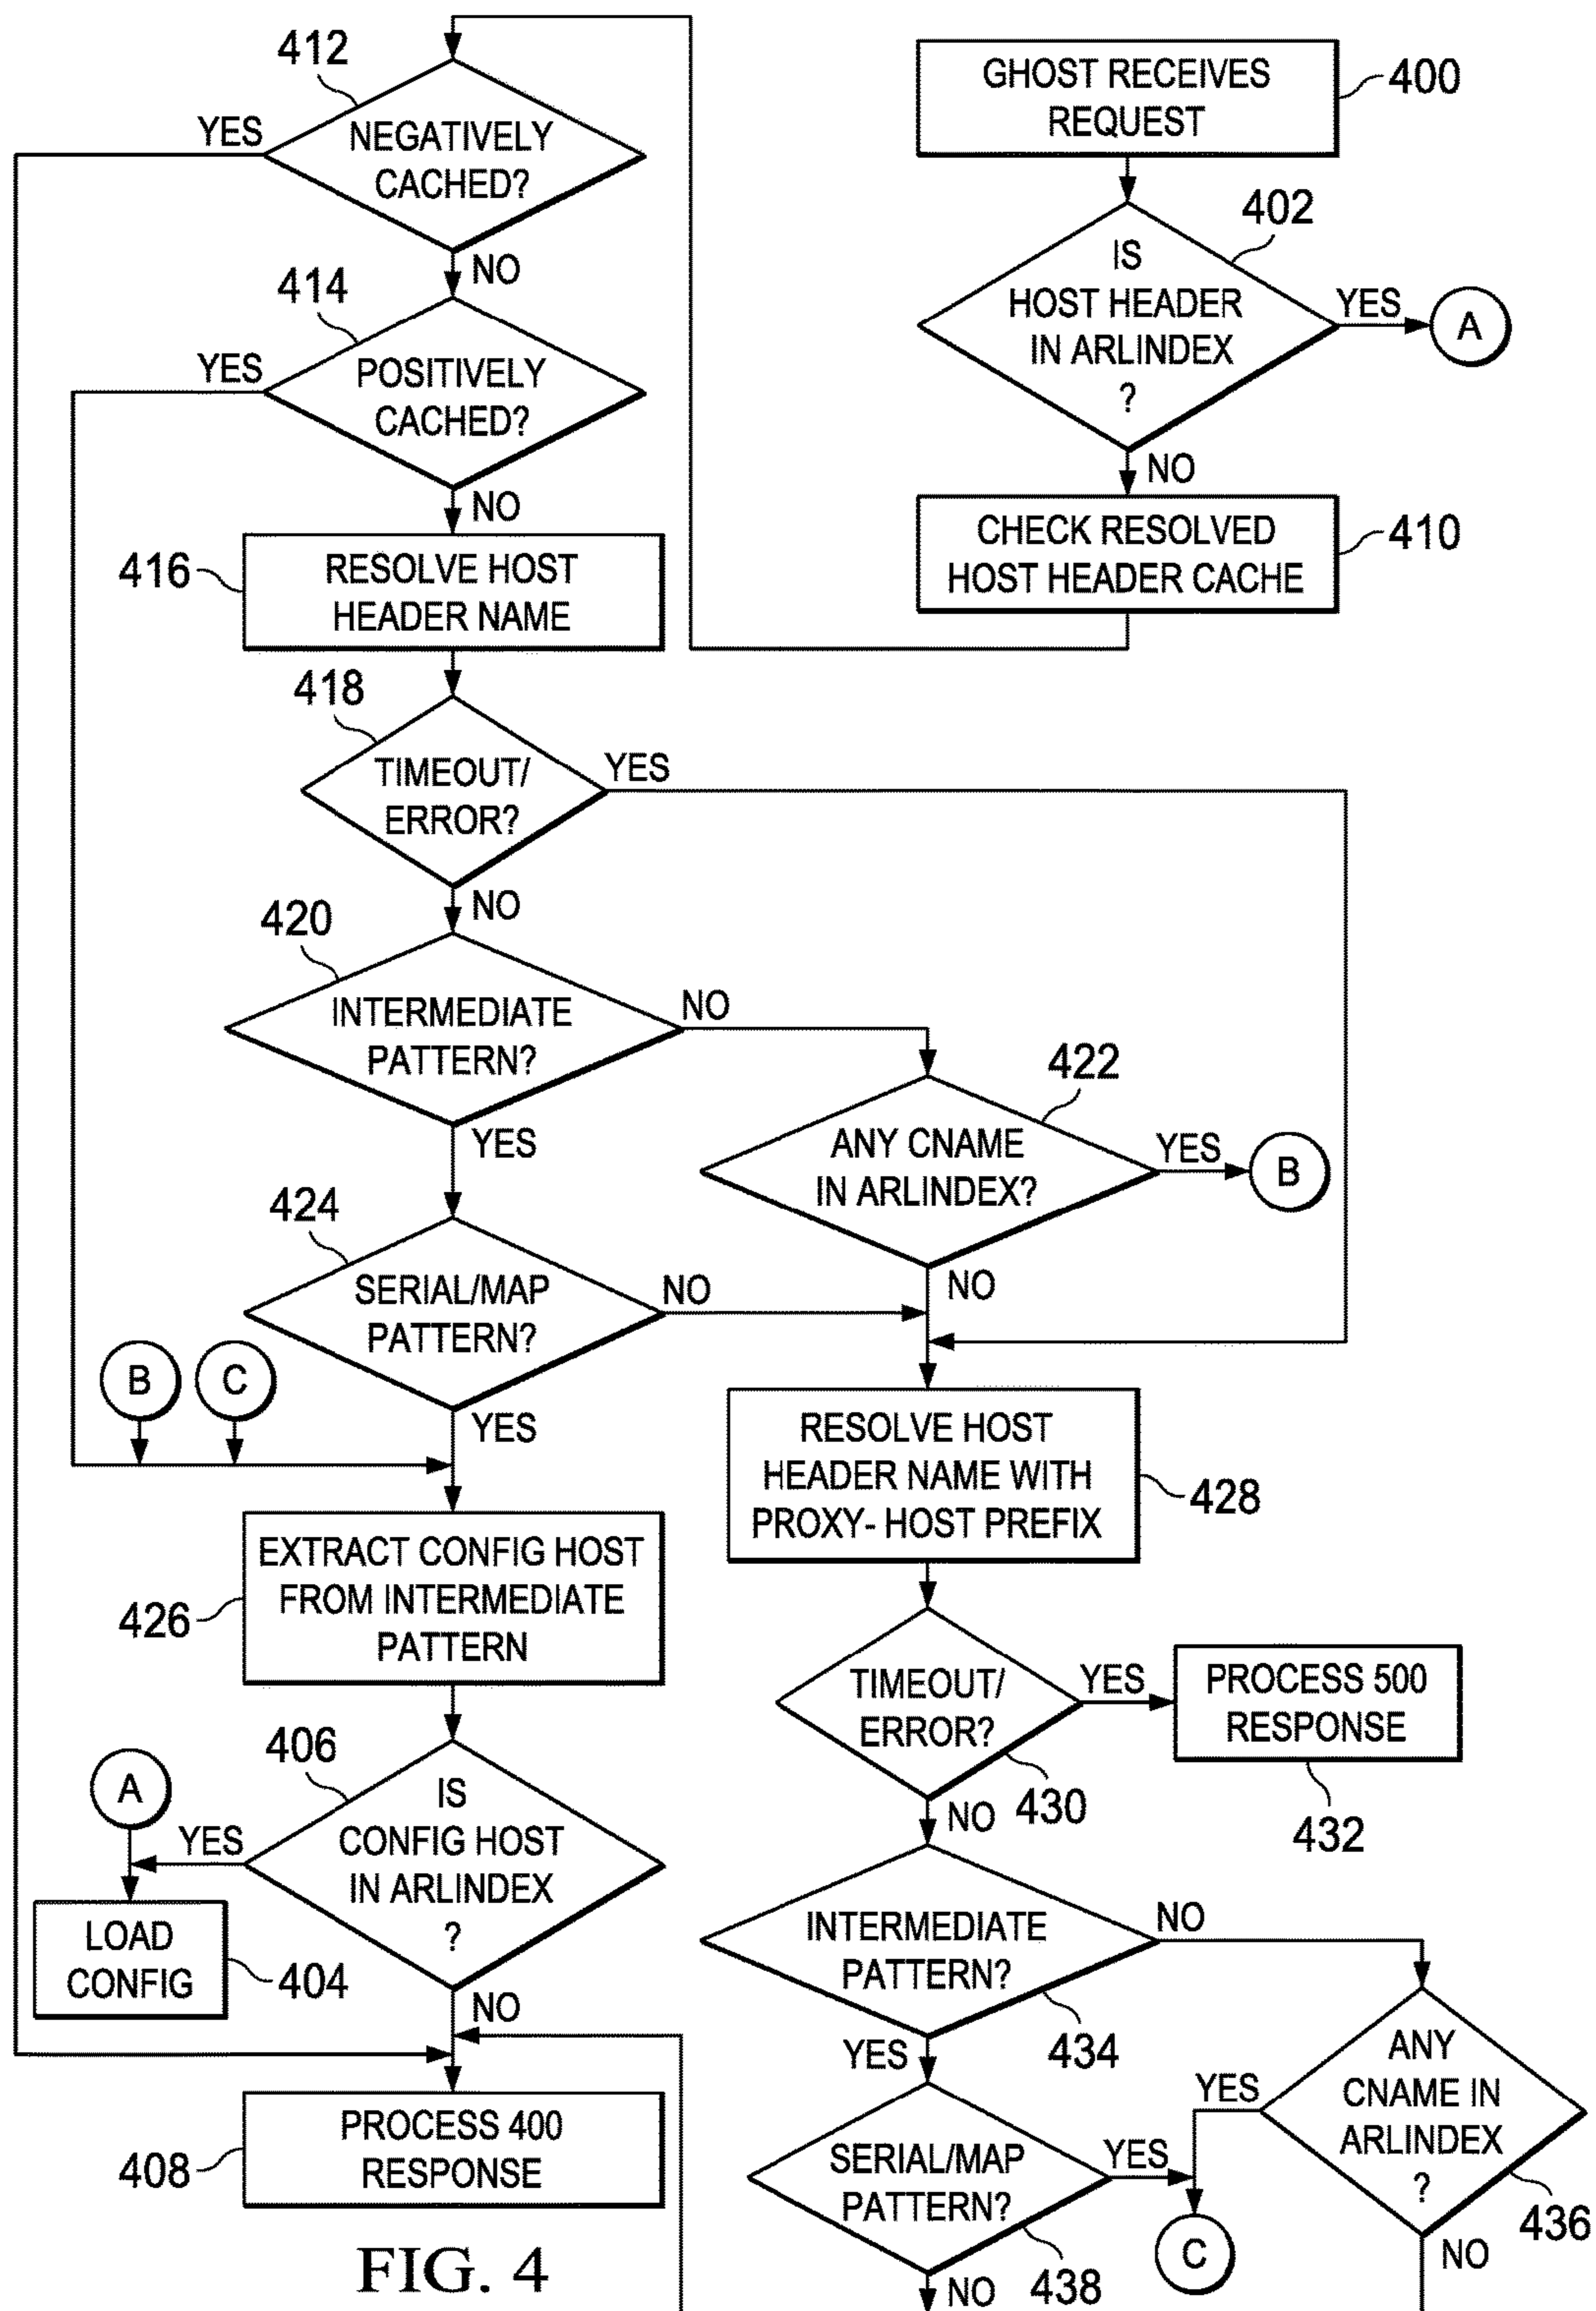 412
YES
NEGATIVELY
CACHED?
NO
414
YES
POSITIVELY
CACHED?
NO
416
RESOLVE HOST
HEADER NAME
418
TIMEOUT/
ERROR?
YES
NO
420
INTERMEDIATE
PATTERN?
NO
YES
422
ANY CNAME
IN ARLINDEX?
YES
B
NO
424
SERIAL/MAP
PATTERN?
NO
B
C
YES
426
EXTRACT CONFIG HOST
FROM INTERMEDIATE
PATTERN
406
IS
CONFIG HOST
IN ARLINDEX
?
A
YES
LOAD
CONFIG
404
NO
408
PROCESS 400
RESPONSE
FIG. 4
GHOST RECEIVES
REQUEST
400
402
IS
HOST HEADER
IN ARLINDEX
?
YES
A
NO
CHECK RESOLVED
HOST HEADER CACHE
410
RESOLVE HOST
HEADER NAME WITH
PROXY- HOST PREFIX
428
TIMEOUT/
ERROR?
YES
PROCESS 500
RESPONSE
432
NO
430
INTERMEDIATE
PATTERN?
NO
434
YES
ANY
CNAME IN
ARLINDEX
?
YES
436
NO
SERIAL/MAP
PATTERN?
YES
C
438
NO